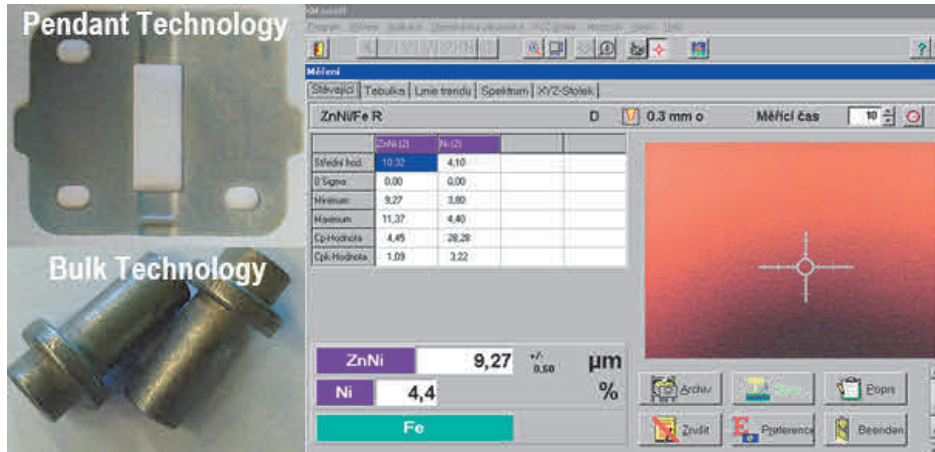 Pendant Technology
Bulk Technology
Měření
Stávající Tabulka Linie trendu Spektrum XYZ-Stolek
ZnNi/Fe R D 0.3 mm o Měřící čas 10
ZnNi (2) Ni (2)
Střední hod. 10,32 4,10
0,00 0,00
Minimum 9,27 3,80
Maximum 11,37 4,40
Cp-Hodnota 4,45 28,28
Cpk-Hodnota 1,09 3,22
ZnNi 9,27 +/- 0,60 µm
Ni 4,4 %
Fe
Archiv Popis
Zrušit Preference Beenden